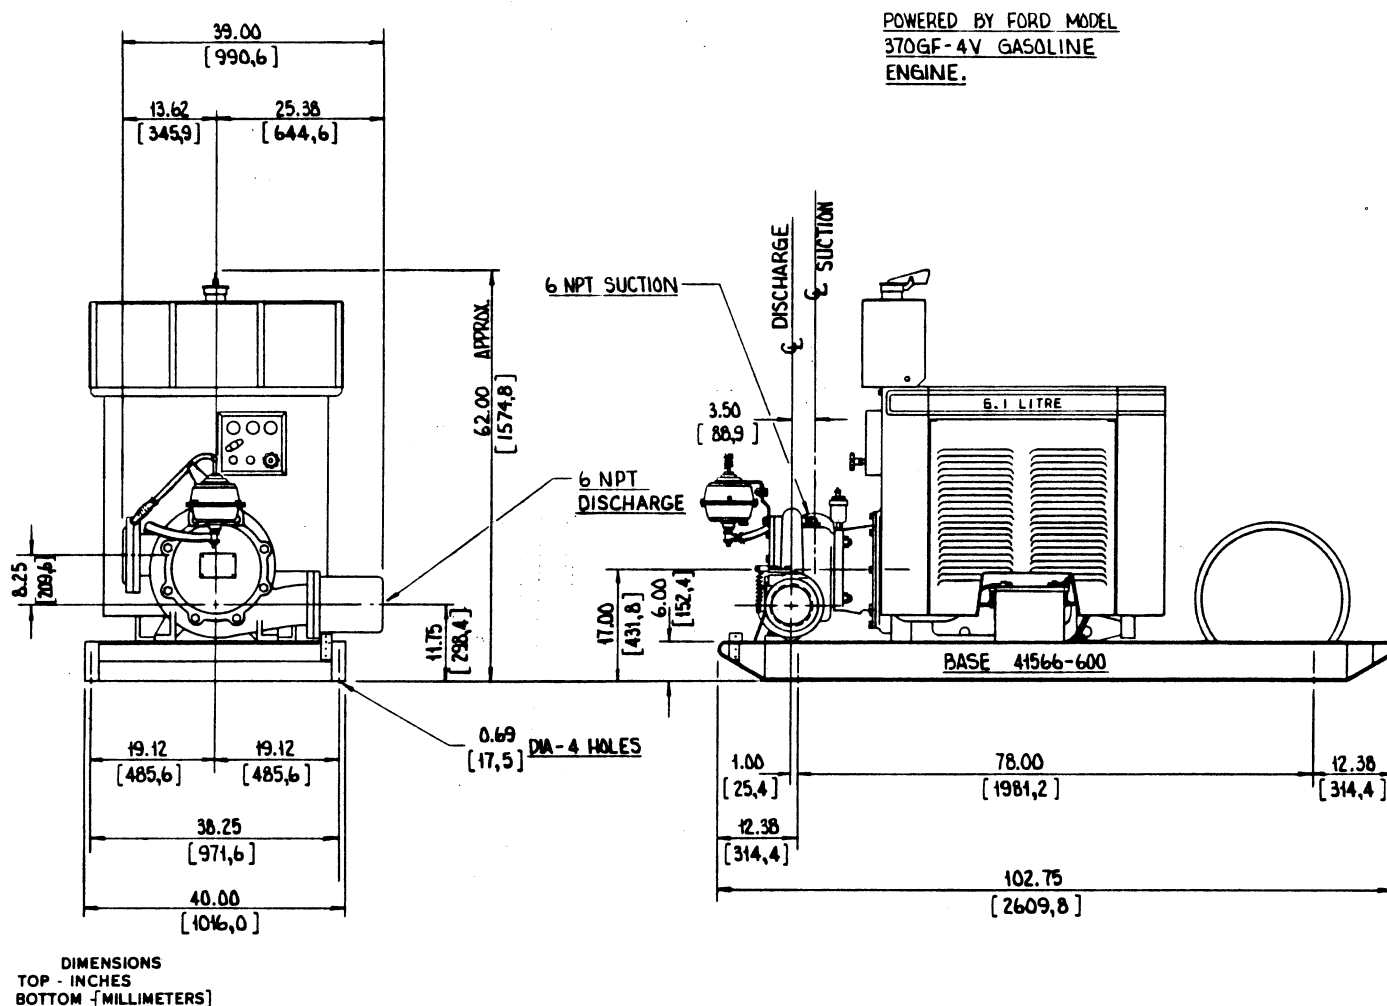 POWERED BY FORD MODEL
370GF-4V GASOLINE
ENGINE.
39.00
[990,6]
13.62
[345,9]
25.38
[644,6]
DISCHARGE
SUCTION
6 NPT SUCTION
62.00 APPROX.
[1574,8]
6.1 LITRE
3.50
[88,9]
6 NPT
DISCHARGE
8.25
[209,6]
11.75
[298,4]
17.00
[431,8]
6.00
[152,4]
BASE 41566-600
0.69
[17,5]
DIA-4 HOLES
19.12
[485,6]
19.12
[485,6]
1.00
[25,4]
78.00
[1981,2]
12.38
[314,4]
38.25
[971,6]
12.38
[314,4]
40.00
[1016,0]
102.75
[2609,8]
DIMENSIONS
TOP - INCHES
BOTTOM -[MILLIMETERS]